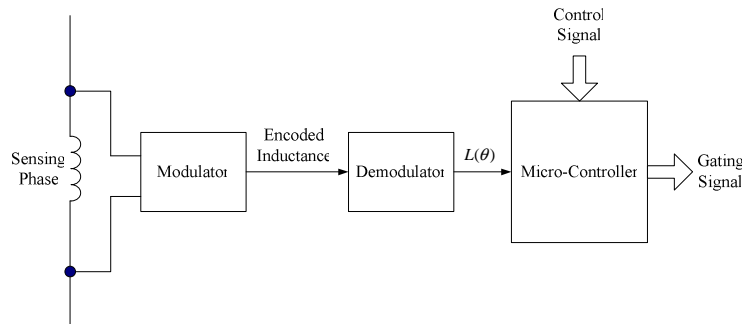 Control
Signal
Sensing
Phase
Modulator
Encoded
Inductance
Demodulator
L(θ)
Micro-Controller
Gating
Signal